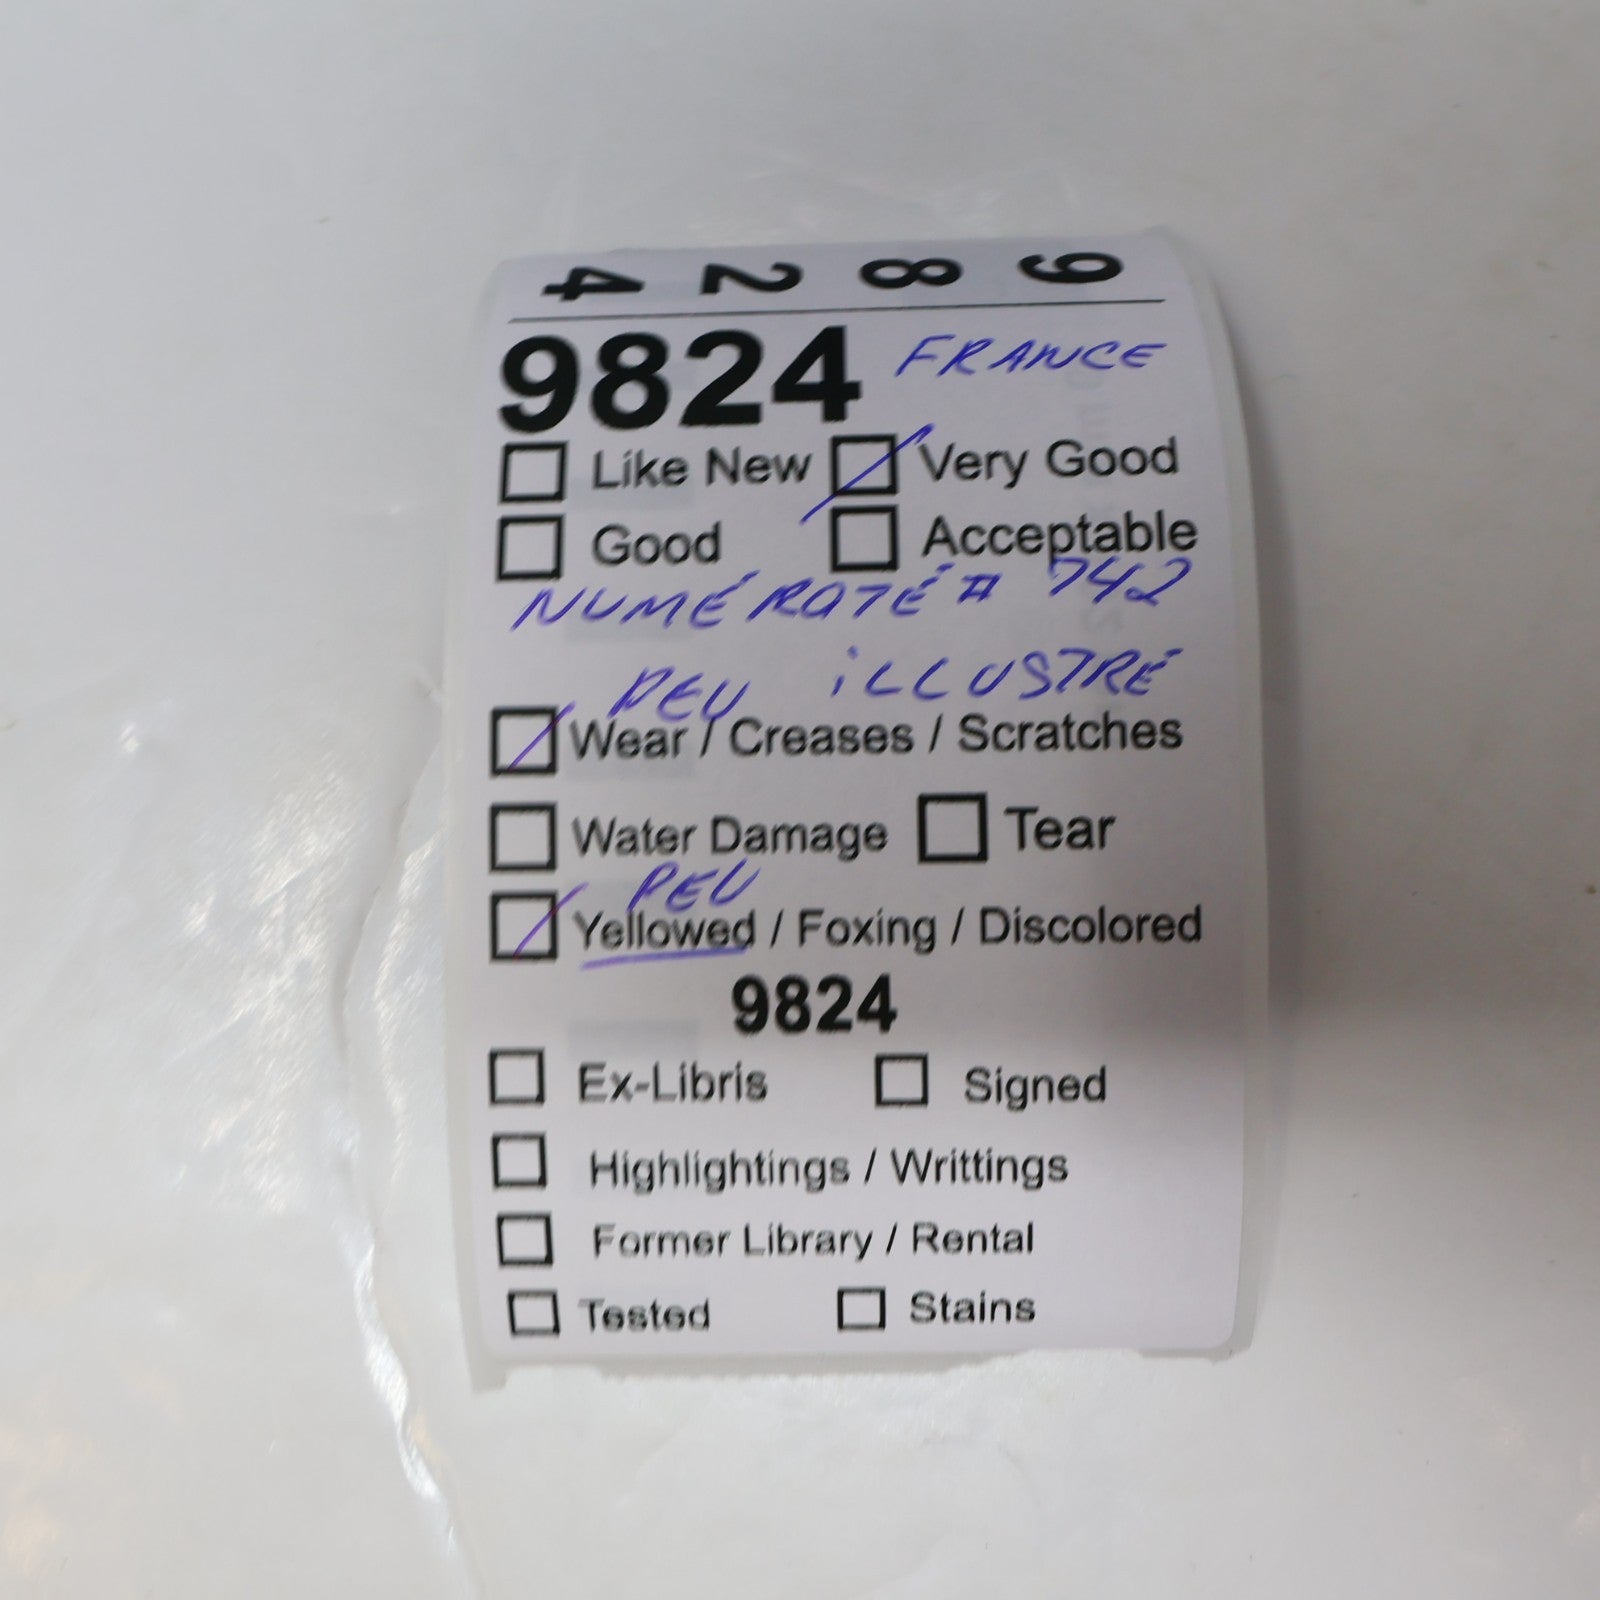 9 8 2 4
9824 FRANCE
Like New Very Good
Good Acceptable
NUMÉROTÉ # 742
PEU ILLUSTRÉ
Wear / Creases / Scratches
Water Damage Tear
PEU
Yellowed / Foxing / Discolored
9824
Ex-Libris Signed
Highlightings / Writtings
Former Library / Rental
Tested Stains